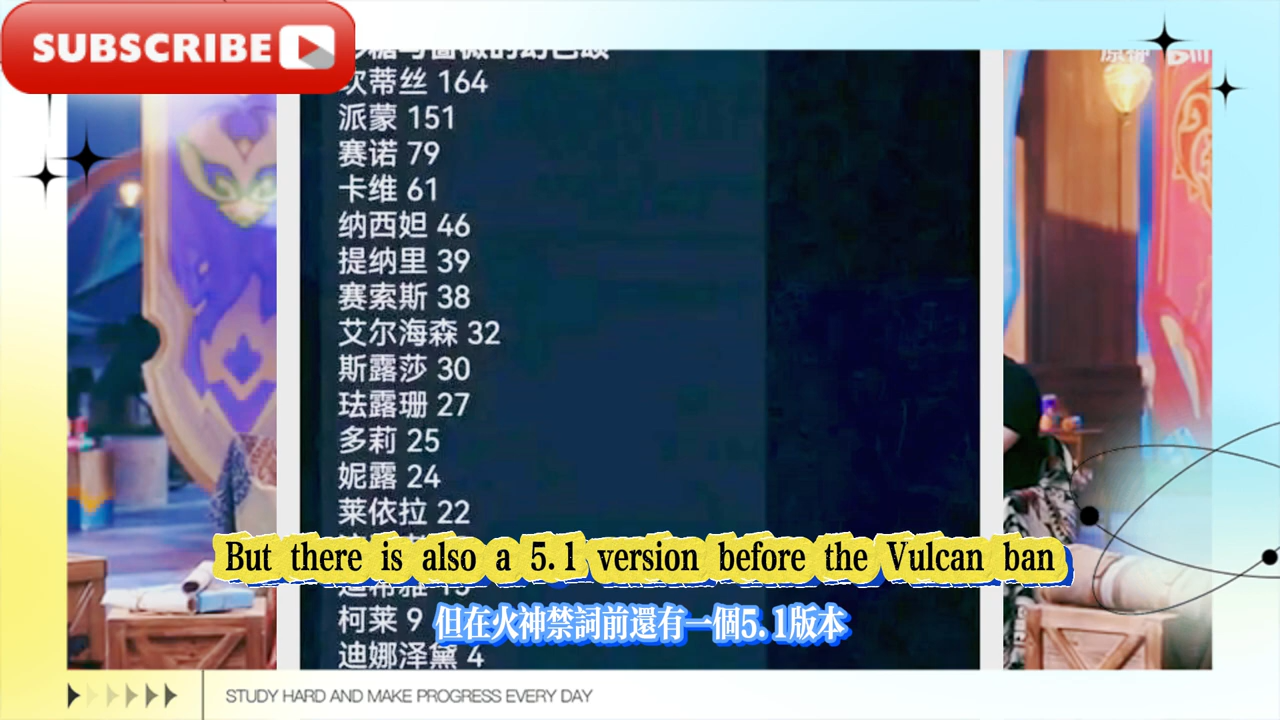 SUBSCRIBE
原神
坎蒂丝 164
派蒙 151
赛诺 79
卡维 61
纳西妲 46
提纳里 39
赛索斯 38
艾尔海森 32
斯露莎 30
珐露珊 27
多莉 25
妮露 24
莱依拉 22
But there is also a 5.1 version before the Vulcan ban
柯莱 9
但在火神禁詞前還有一個5.1版本
迪娜泽黛 4
STUDY HARD AND MAKE PROGRESS EVERY DAY